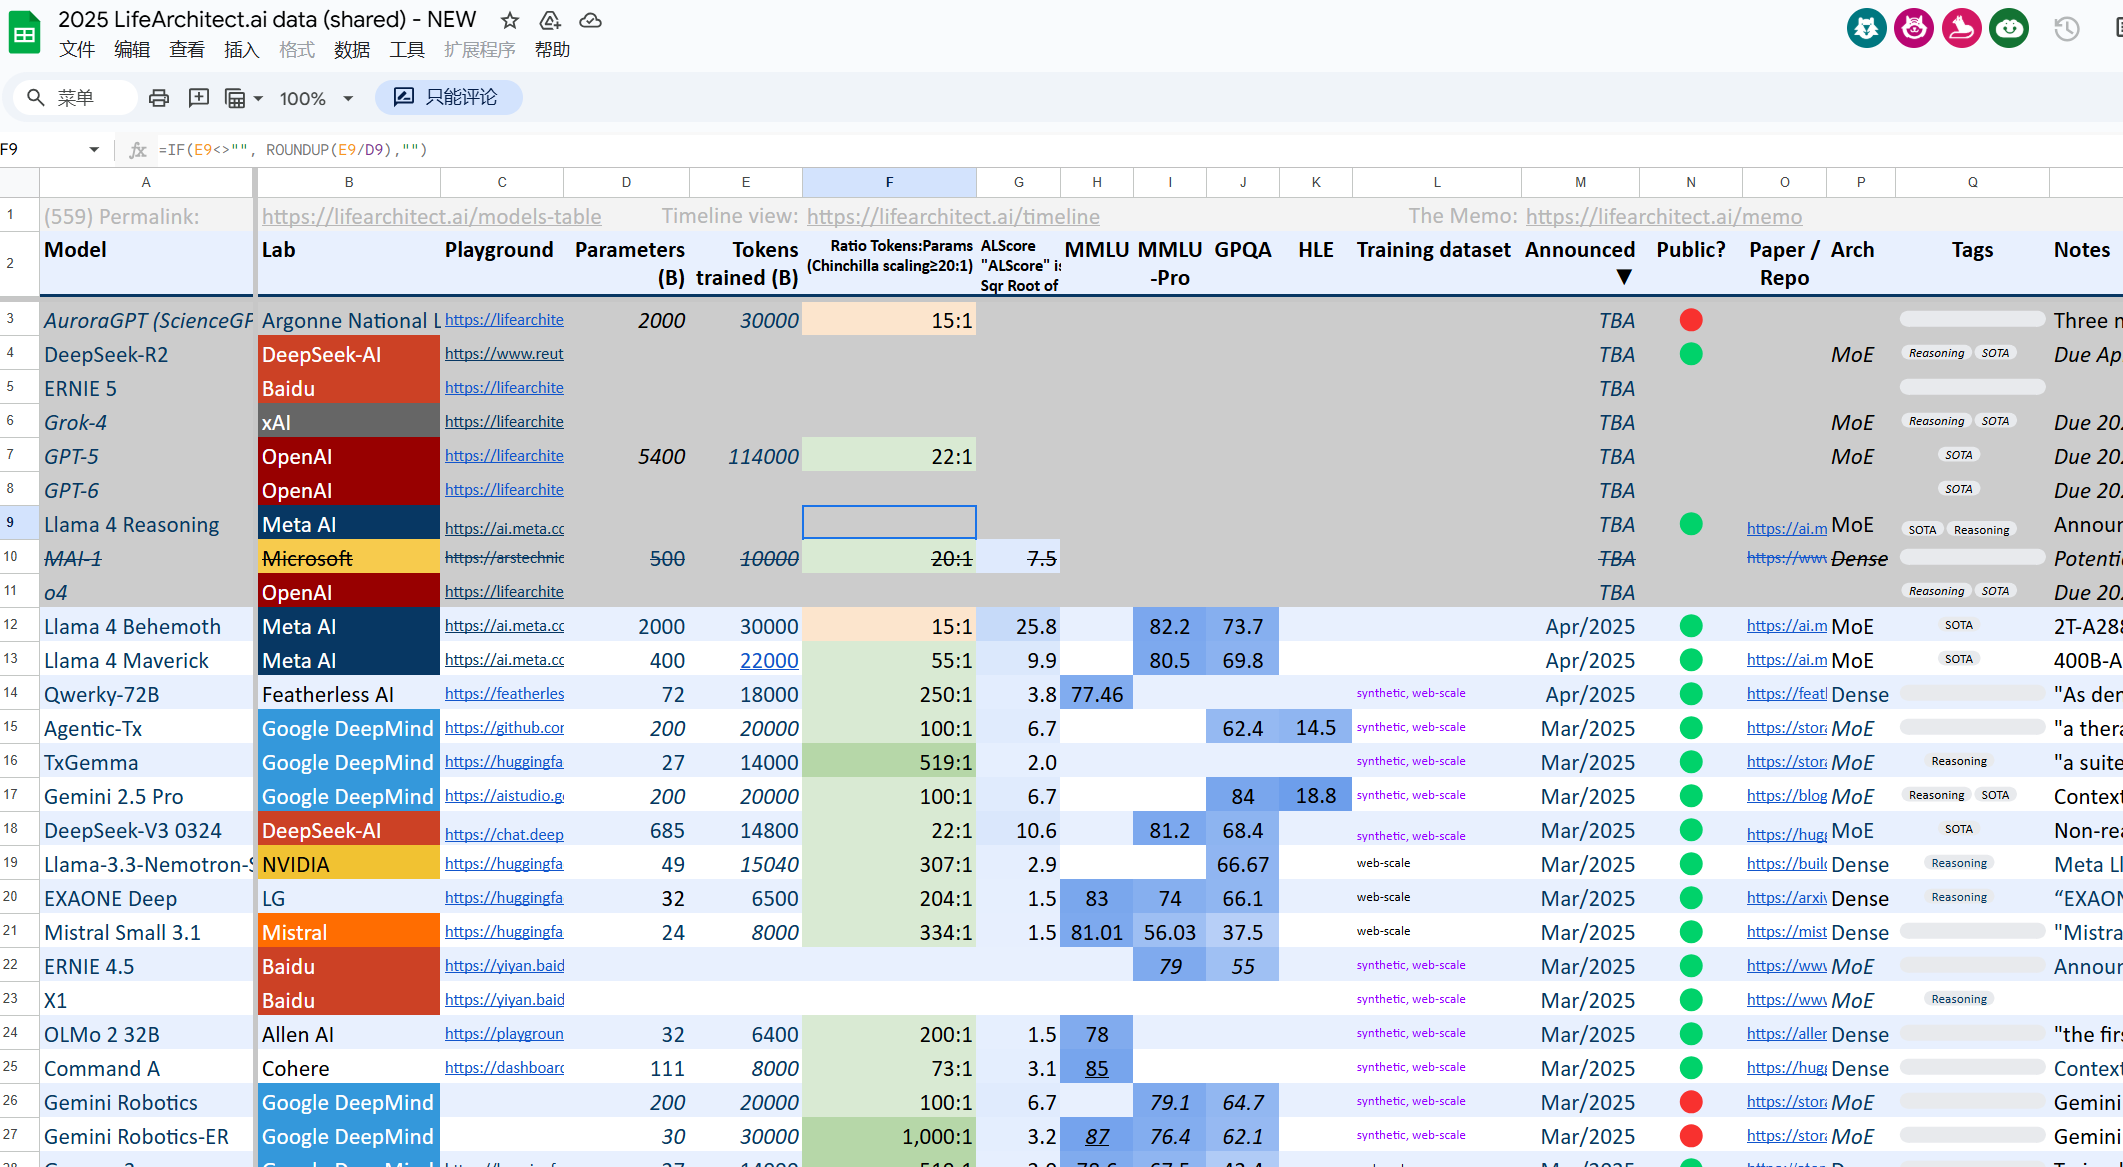 2025 LifeArchitect.ai data (shared) - NEW
文件 编辑 查看 插入 格式 数据 工具 扩展程序 帮助
菜单 100% 只能评论
F9 fx =IF(E9<>"", ROUNDUP(E9/D9),"")
A B C D E F G H I J K L M N O P Q
1 (559) Permalink: https://lifearchitect.ai/models-table Timeline view: https://lifearchitect.ai/timeline The Memo: https://lifearchitect.ai/memo
2 Model Lab Playground Parameters (B) Tokens trained (B) Ratio Tokens:Params (Chinchilla scaling≥20:1) ALScore "ALScore" is Sqr Root of MMLU MMLU -Pro GPQA HLE Training dataset Announced ▼ Public? Paper / Repo Arch Tags Notes
3 AuroraGPT (ScienceGP Argonne National L https://lifearchite 2000 30000 15:1 TBA Three n
4 DeepSeek-R2 DeepSeek-AI https://www.reut TBA MoE Reasoning SOTA Due Ap
5 ERNIE 5 Baidu https://lifearchite TBA
6 Grok-4 xAI https://lifearchite TBA MoE Reasoning SOTA Due 20
7 GPT-5 OpenAI https://lifearchite 5400 114000 22:1 TBA MoE SOTA Due 20
8 GPT-6 OpenAI https://lifearchite TBA SOTA Due 20
9 Llama 4 Reasoning Meta AI https://ai.meta.co TBA https://ai.m MoE SOTA Reasoning Announ
10 MAI-1 Microsoft https://arstechnic 500 10000 20:1 7.5 TBA https://www Dense Potenti
11 o4 OpenAI https://lifearchite TBA Reasoning SOTA Due 20
12 Llama 4 Behemoth Meta AI https://ai.meta.co 2000 30000 15:1 25.8 82.2 73.7 Apr/2025 https://ai.m MoE SOTA 2T-A288
13 Llama 4 Maverick Meta AI https://ai.meta.co 400 22000 55:1 9.9 80.5 69.8 Apr/2025 https://ai.m MoE SOTA 400B-A
14 Qwerky-72B Featherless AI https://featherles 72 18000 250:1 3.8 77.46 synthetic, web-scale Apr/2025 https://featl Dense "As den
15 Agentic-Tx Google DeepMind https://github.cor 200 20000 100:1 6.7 62.4 14.5 synthetic, web-scale Mar/2025 https://stora MoE "a thera
16 TxGemma Google DeepMind https://huggingfa 27 14000 519:1 2.0 synthetic, web-scale Mar/2025 https://stora MoE Reasoning "a suite
17 Gemini 2.5 Pro Google DeepMind https://aistudio.g 200 20000 100:1 6.7 84 18.8 synthetic, web-scale Mar/2025 https://blog MoE Reasoning SOTA Context
18 DeepSeek-V3 0324 DeepSeek-AI https://chat.deep 685 14800 22:1 10.6 81.2 68.4 synthetic, web-scale Mar/2025 https://hugg MoE SOTA Non-rea
19 Llama-3.3-Nemotron-S NVIDIA https://huggingfa 49 15040 307:1 2.9 66.67 web-scale Mar/2025 https://build Dense Reasoning Meta Ll
20 EXAONE Deep LG https://huggingfa 32 6500 204:1 1.5 83 74 66.1 web-scale Mar/2025 https://arxiv Dense Reasoning “EXAON
21 Mistral Small 3.1 Mistral https://huggingfa 24 8000 334:1 1.5 81.01 56.03 37.5 web-scale Mar/2025 https://mist Dense "Mistra
22 ERNIE 4.5 Baidu https://yiyan.baid 79 55 synthetic, web-scale Mar/2025 https://www MoE Announ
23 X1 Baidu https://yiyan.baid synthetic, web-scale Mar/2025 https://www MoE Reasoning
24 OLMo 2 32B Allen AI https://playgroun 32 6400 200:1 1.5 78 synthetic, web-scale Mar/2025 https://aller Dense "the firs
25 Command A Cohere https://dashboard 111 8000 73:1 3.1 85 synthetic, web-scale Mar/2025 https://hugg Dense Context
26 Gemini Robotics Google DeepMind 200 20000 100:1 6.7 79.1 64.7 synthetic, web-scale Mar/2025 https://stora MoE Gemini
27 Gemini Robotics-ER Google DeepMind 30 30000 1,000:1 3.2 87 76.4 62.1 synthetic, web-scale Mar/2025 https://stora MoE Gemini